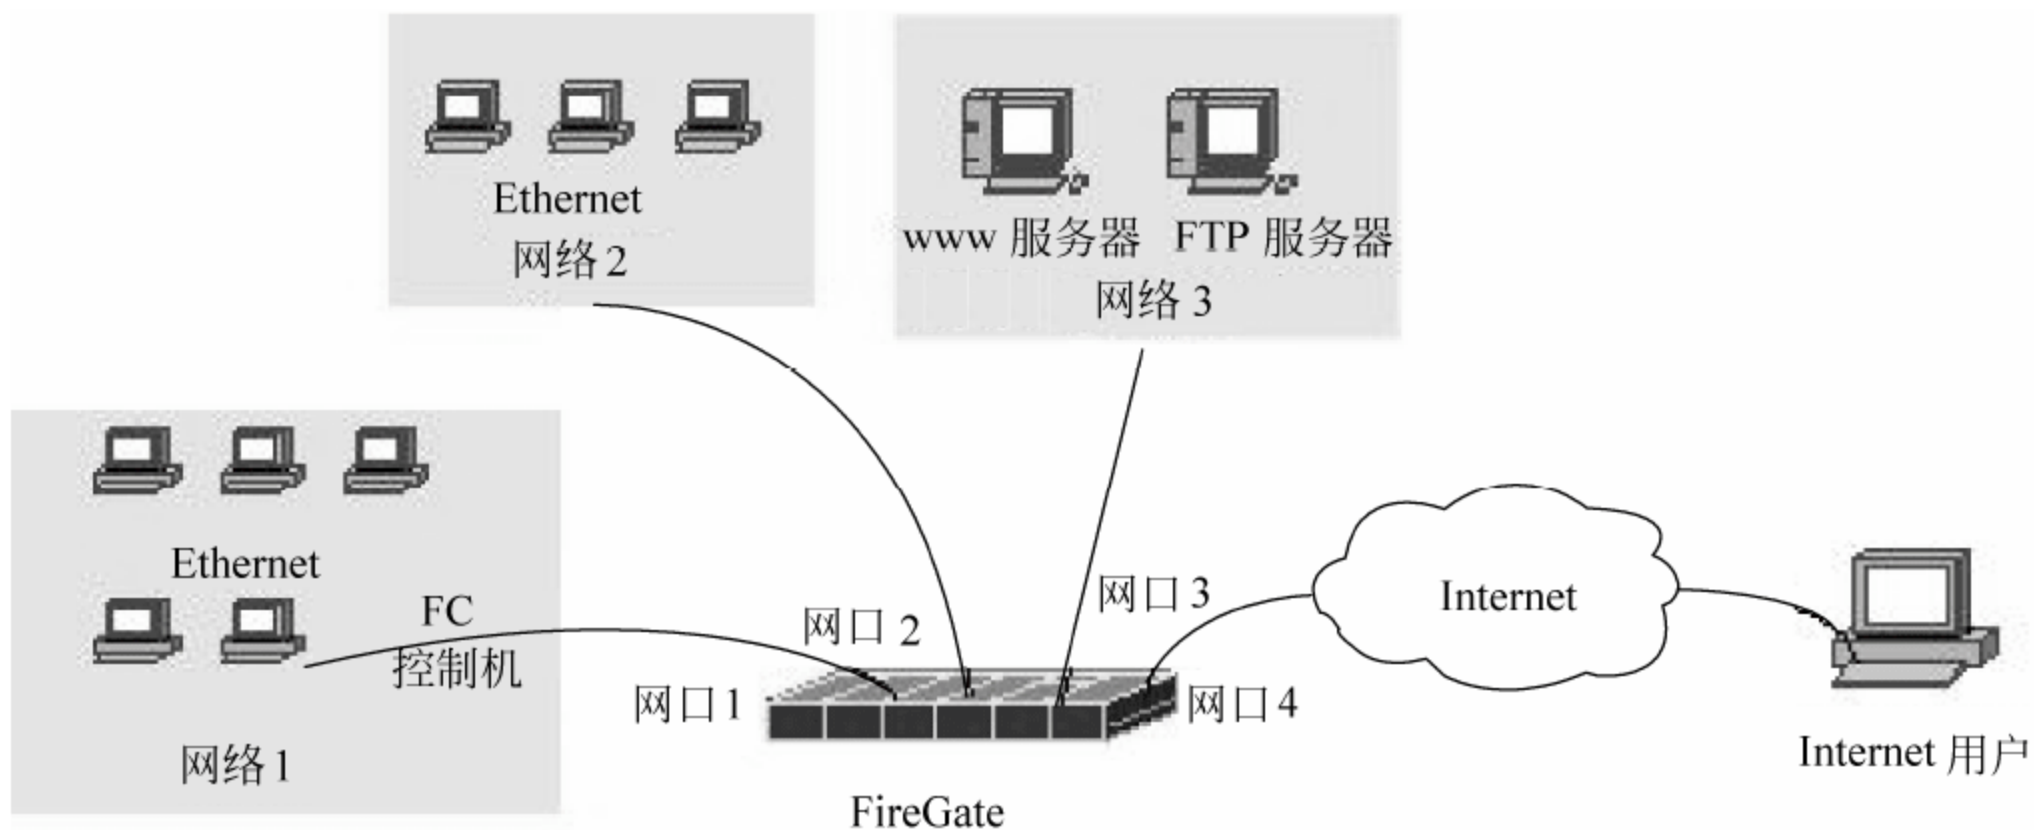 Ethernet
网络 2
www 服务器
FTP 服务器
网络 3
Ethernet
FC
控制机
网络 1
网口 1
网口 2
网口 3
网口 4
FireGate
Internet
Internet 用户